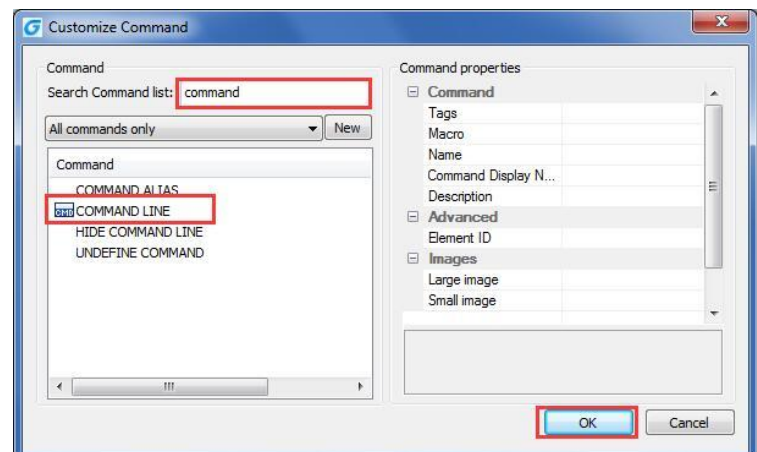 Customize Command
Command
Search Command list: command
All commands only
New
Command
COMMAND ALIAS
CMD COMMAND LINE
HIDE COMMAND LINE
UNDEFINE COMMAND
Command properties
Command
Tags
Macro
Name
Command Display N...
Description
Advanced
Element ID
Images
Large image
Small image
OK
Cancel